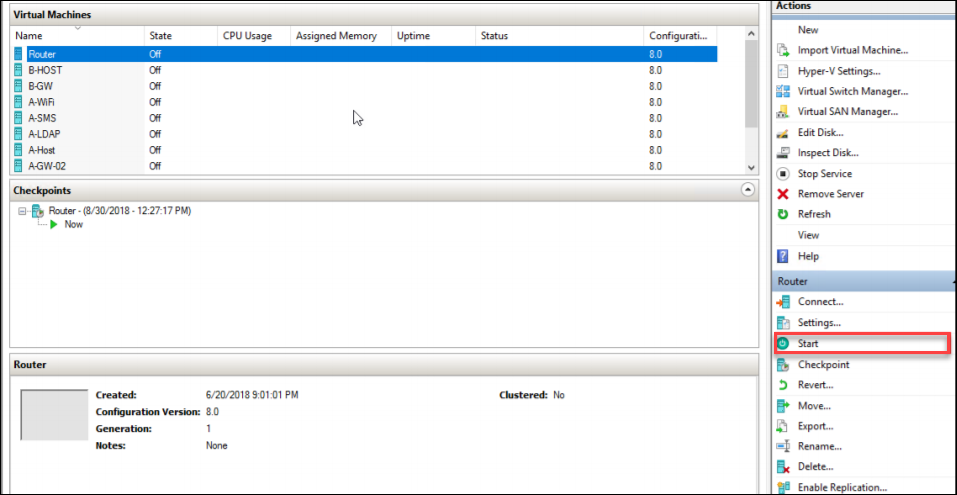 Virtual Machines
Name State CPU Usage Assigned Memory Uptime Status Configurati...
Router Off 8.0
B-HOST Off 8.0
B-GW Off 8.0
A-WiFi Off 8.0
A-SMS Off 8.0
A-LDAP Off 8.0
A-Host Off 8.0
A-GW-02 Off 8.0
Checkpoints
Router - (8/30/2018 - 12:27:17 PM)
Now
Router
Created: 6/20/2018 9:01:01 PM Clustered: No
Configuration Version: 8.0
Generation: 1
Notes: None
Actions
New
Import Virtual Machine...
Hyper-V Settings...
Virtual Switch Manager...
Virtual SAN Manager...
Edit Disk...
Inspect Disk...
Stop Service
Remove Server
Refresh
View
Help
Router
Connect...
Settings...
Start
Checkpoint
Revert...
Move...
Export...
Rename...
Delete...
Enable Replication...